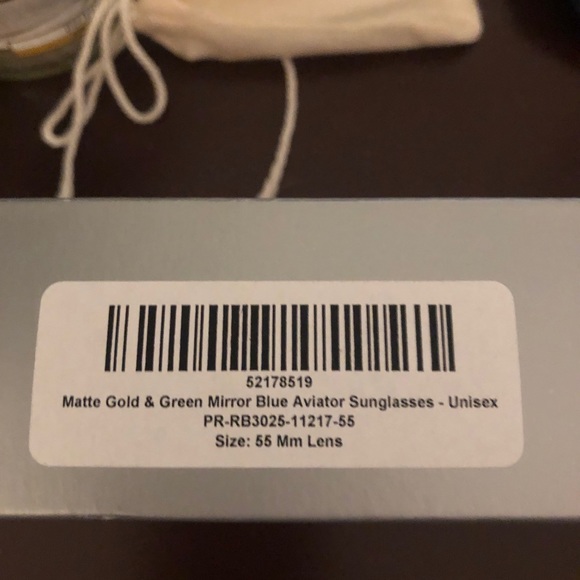 52178519
Matte Gold & Green Mirror Blue Aviator Sunglasses - Unisex
PR-RB3025-11217-55
Size: 55 Mm Lens